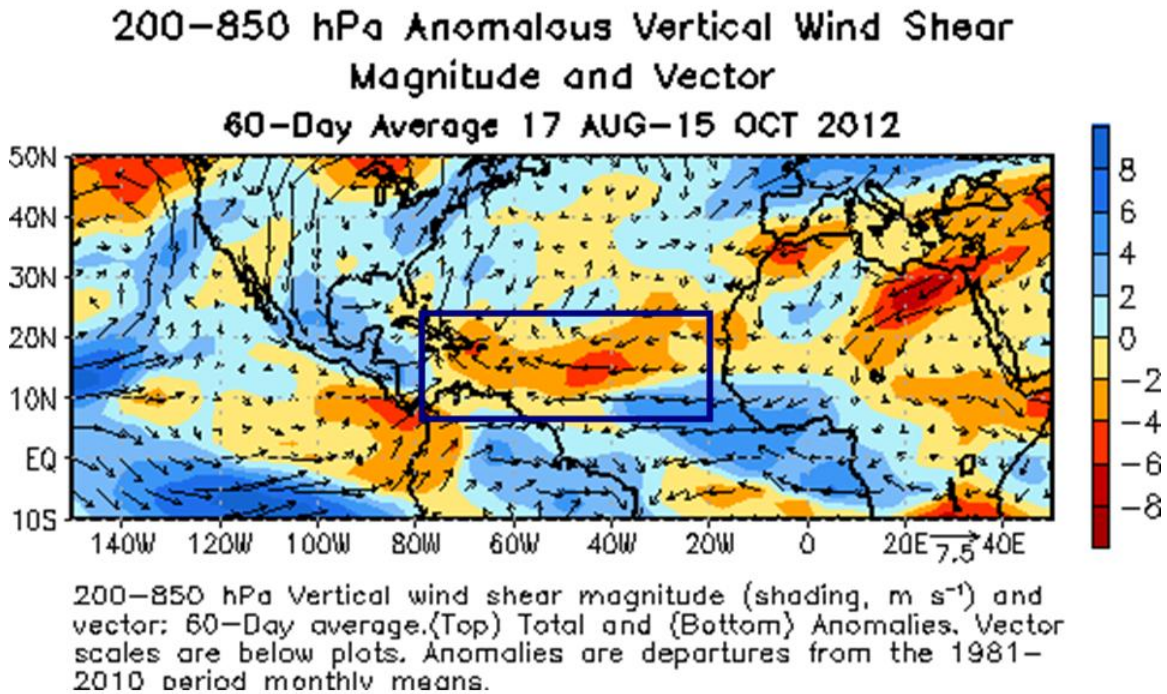 200-850 hPa Anomalous Vertical Wind Shear
Magnitude and Vector
60-Day Average 17 AUG-15 OCT 2012
50N
40N
30N
20N
10N
EQ
10S
140W 120W 100W 80W 60W 40W 20W 0 20E 40E
7.5
8
6
4
2
0
-2
-4
-6
-8
200-850 hPa Vertical wind shear magnitude (shading, m s⁻¹) and
vector: 60-Day average.(Top) Total and (Bottom) Anomalies. Vector
scales are below plots. Anomalies are departures from the 1981-
2010 period monthly means.